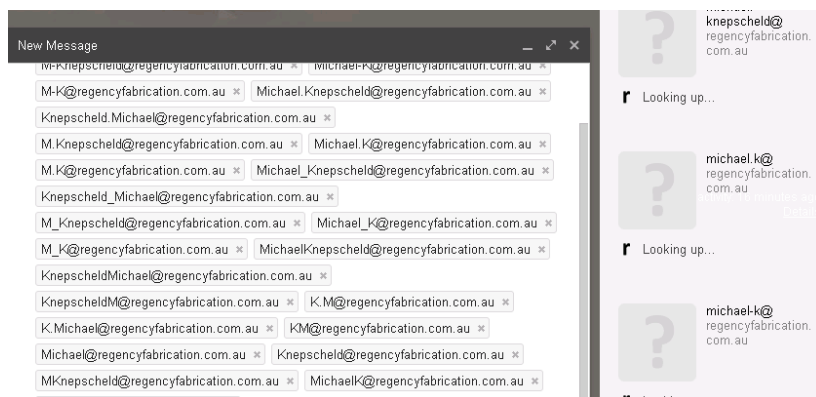 New Message
M-Knepscheld@regencyfabrication.com.au × Michael-K@regencyfabrication.com.au ×
M-K@regencyfabrication.com.au × Michael.Knepscheld@regencyfabrication.com.au ×
Knepscheld.Michael@regencyfabrication.com.au ×
M.Knepscheld@regencyfabrication.com.au × Michael.K@regencyfabrication.com.au ×
M.K@regencyfabrication.com.au × Michael_Knepscheld@regencyfabrication.com.au ×
Knepscheld_Michael@regencyfabrication.com.au ×
M_Knepscheld@regencyfabrication.com.au × Michael_K@regencyfabrication.com.au ×
M_K@regencyfabrication.com.au × MichaelKnepscheld@regencyfabrication.com.au ×
KnepscheldMichael@regencyfabrication.com.au ×
KnepscheldM@regencyfabrication.com.au × K.M@regencyfabrication.com.au ×
K.Michael@regencyfabrication.com.au × KM@regencyfabrication.com.au ×
Michael@regencyfabrication.com.au × Knepscheld@regencyfabrication.com.au ×
MKnepscheld@regencyfabrication.com.au × MichaelK@regencyfabrication.com.au ×
knepscheld@
regencyfabrication.
com.au
r Looking up...
michael.k@
regencyfabrication.
com.au
minutes ago
Details
r Looking up...
michael-k@
regencyfabrication.
com.au